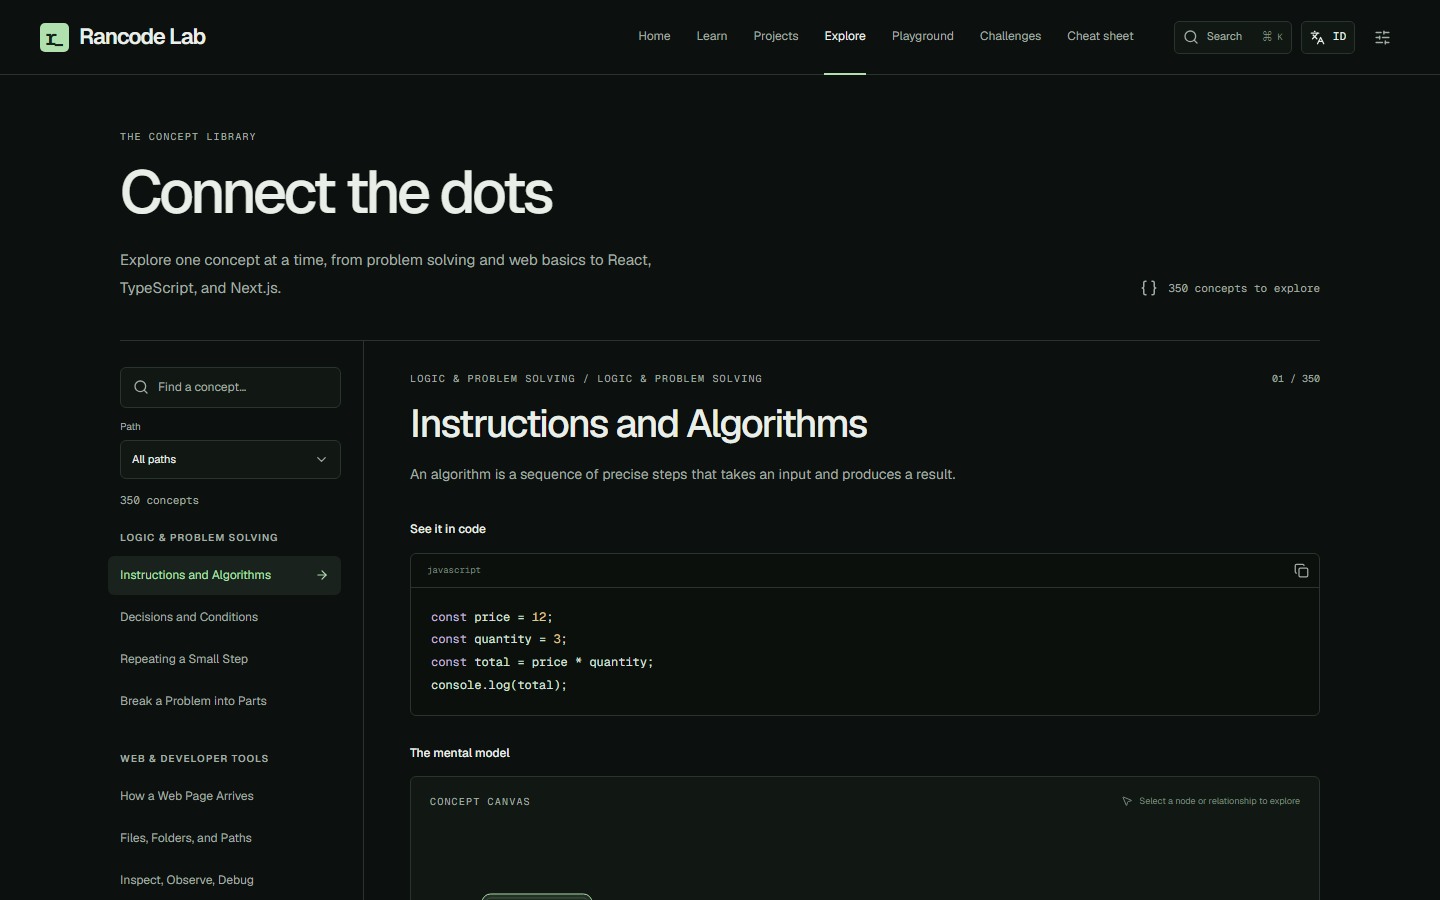 r_ Rancode Lab
Home Learn Projects Explore Playground Challenges Cheat sheet Search ⌘ K ID
THE CONCEPT LIBRARY
Connect the dots
Explore one concept at a time, from problem solving and web basics to React,
TypeScript, and Next.js.
{} 350 concepts to explore
Find a concept…
Path
All paths
350 concepts
LOGIC & PROBLEM SOLVING
Instructions and Algorithms
Decisions and Conditions
Repeating a Small Step
Break a Problem into Parts
WEB & DEVELOPER TOOLS
How a Web Page Arrives
Files, Folders, and Paths
Inspect, Observe, Debug
LOGIC & PROBLEM SOLVING / LOGIC & PROBLEM SOLVING 01 / 350
Instructions and Algorithms
An algorithm is a sequence of precise steps that takes an input and produces a result.
See it in code
javascript
const price = 12;
const quantity = 3;
const total = price * quantity;
console.log(total);
The mental model
CONCEPT CANVAS Select a node or relationship to explore